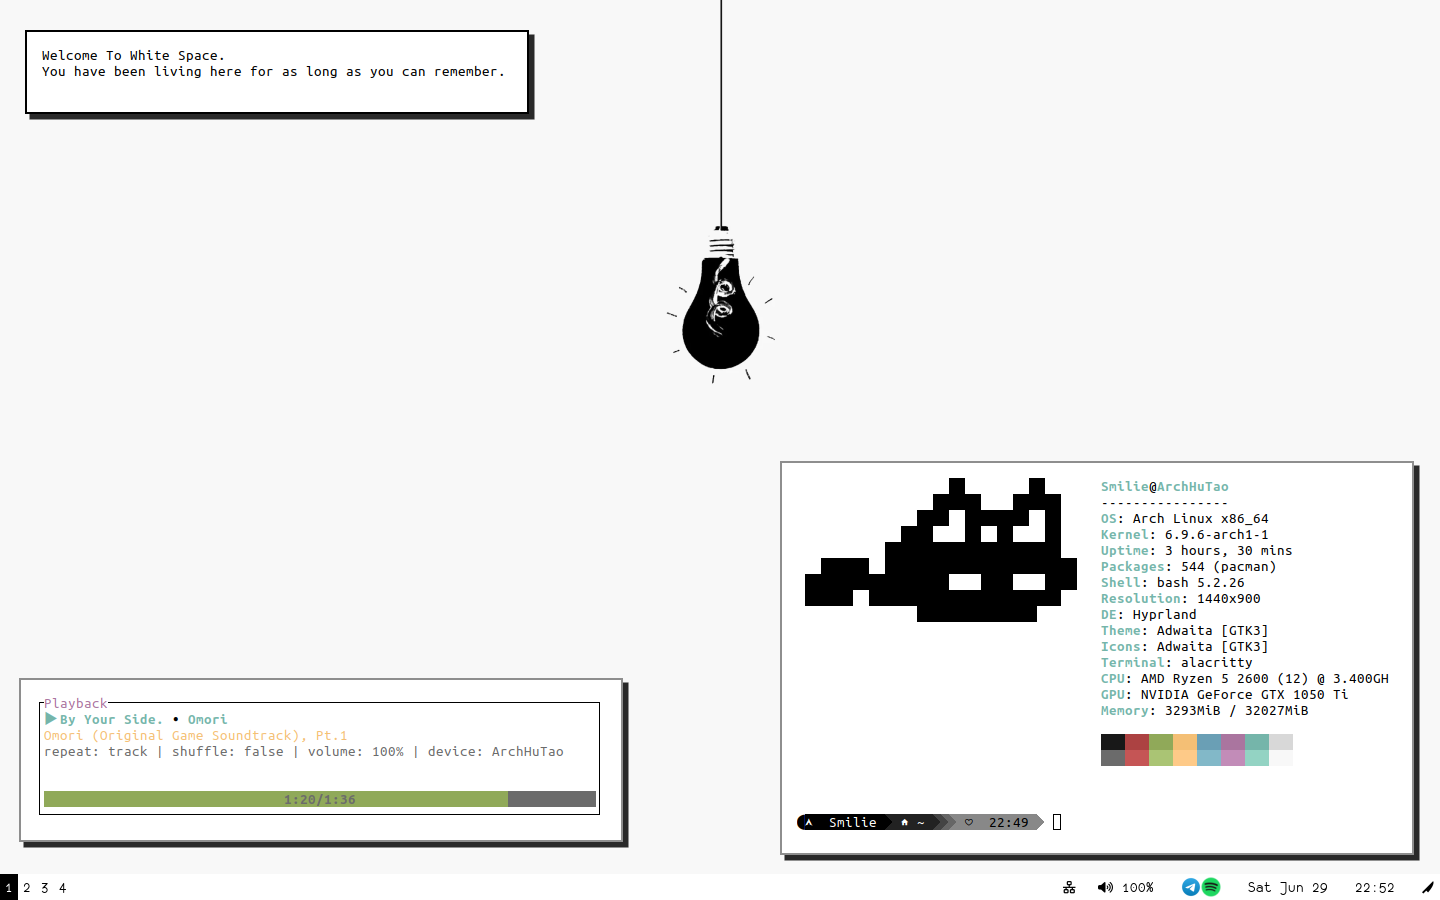 Welcome To White Space.
You have been living here for as long as you can remember.
Smilie@ArchHuTao
----------------
OS: Arch Linux x86_64
Kernel: 6.9.6-arch1-1
Uptime: 3 hours, 30 mins
Packages: 544 (pacman)
Shell: bash 5.2.26
Resolution: 1440x900
DE: Hyprland
Theme: Adwaita [GTK3]
Icons: Adwaita [GTK3]
Terminal: alacritty
CPU: AMD Ryzen 5 2600 (12) @ 3.400GH
GPU: NVIDIA GeForce GTX 1050 Ti
Memory: 3293MiB / 32027MiB
Smilie ~ 22:49
Playback
By Your Side. • Omori
Omori (Original Game Soundtrack), Pt.1
repeat: track | shuffle: false | volume: 100% | device: ArchHuTao
1:20/1:36
1 2 3 4 100% Sat Jun 29 22:52